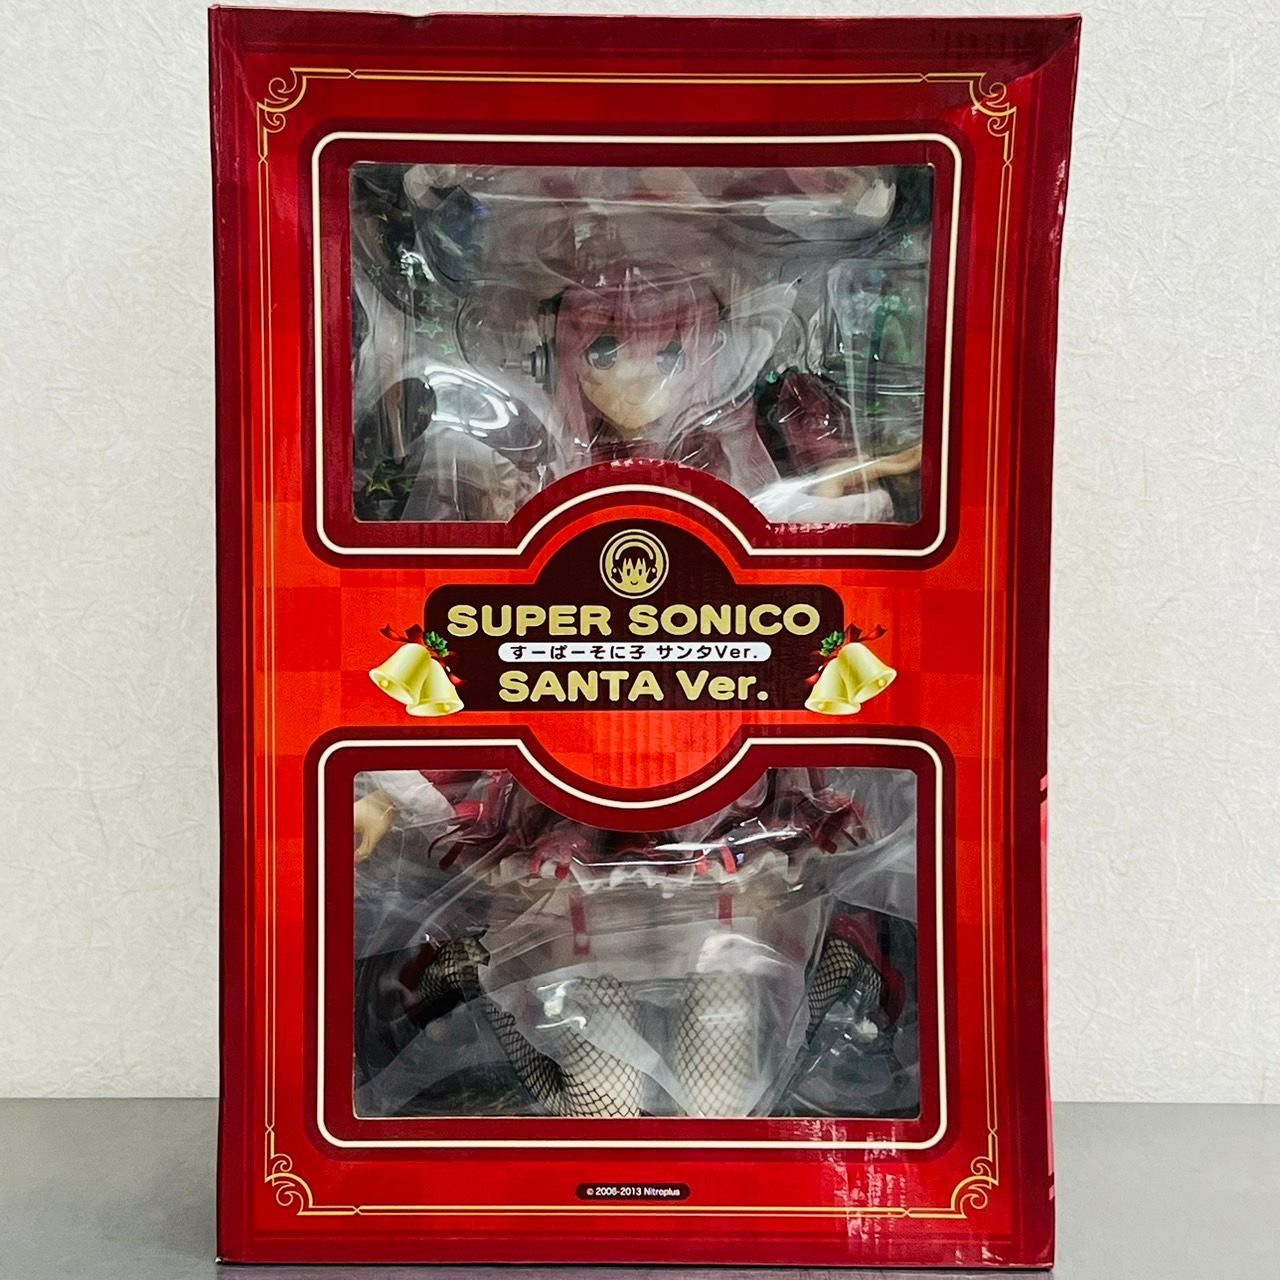 SUPER SONICO
すーぱーそに子 サンタVer.
SANTA Ver.
© 2006-2013 Nitroplus